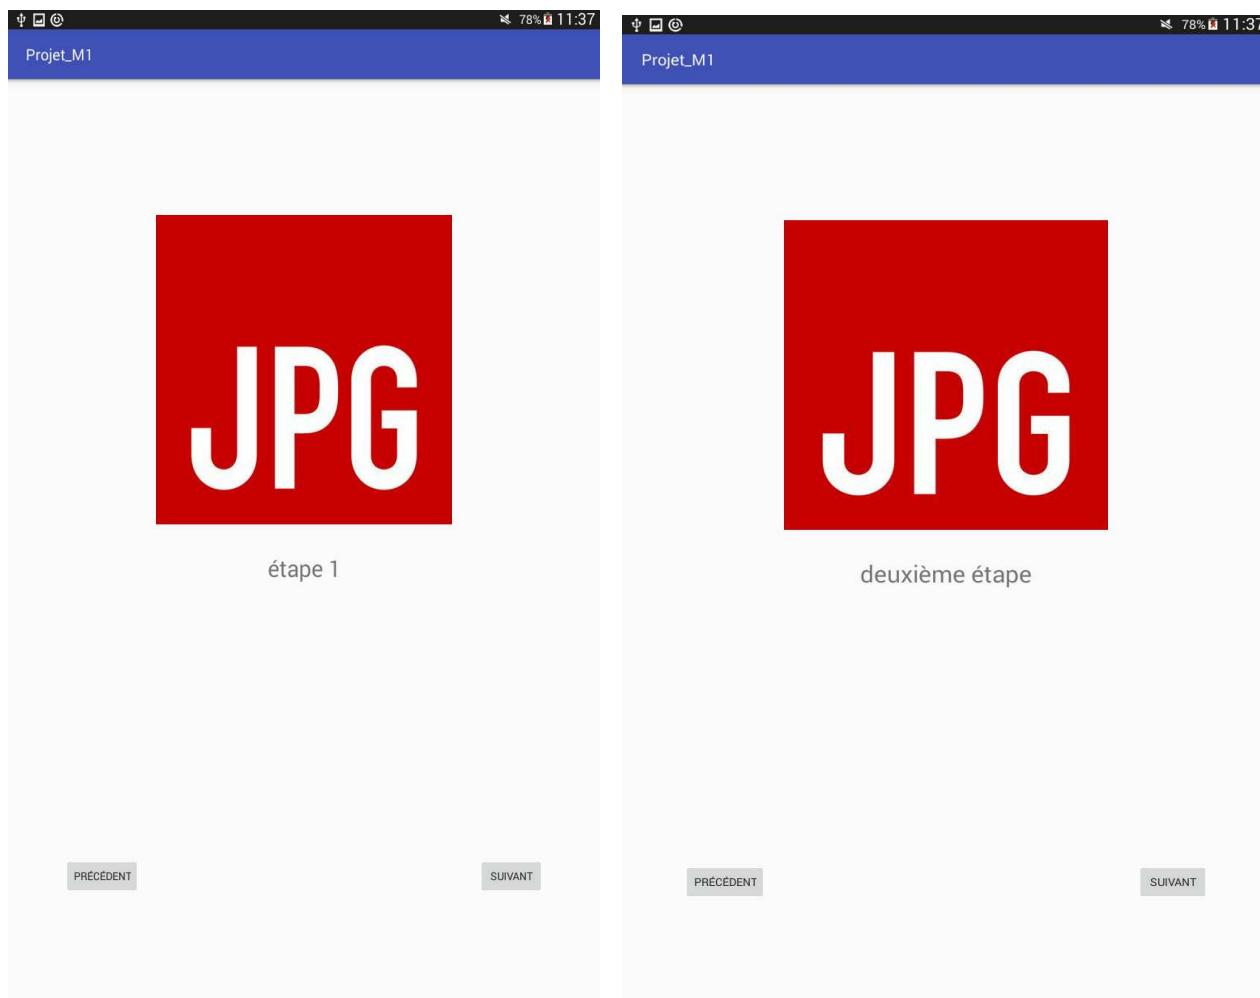 78% 11:37
Projet_M1
JPG
étape 1
PRÉCÉDENT SUIVANT
78% 11:37
Projet_M1
JPG
deuxième étape
PRÉCÉDENT SUIVANT